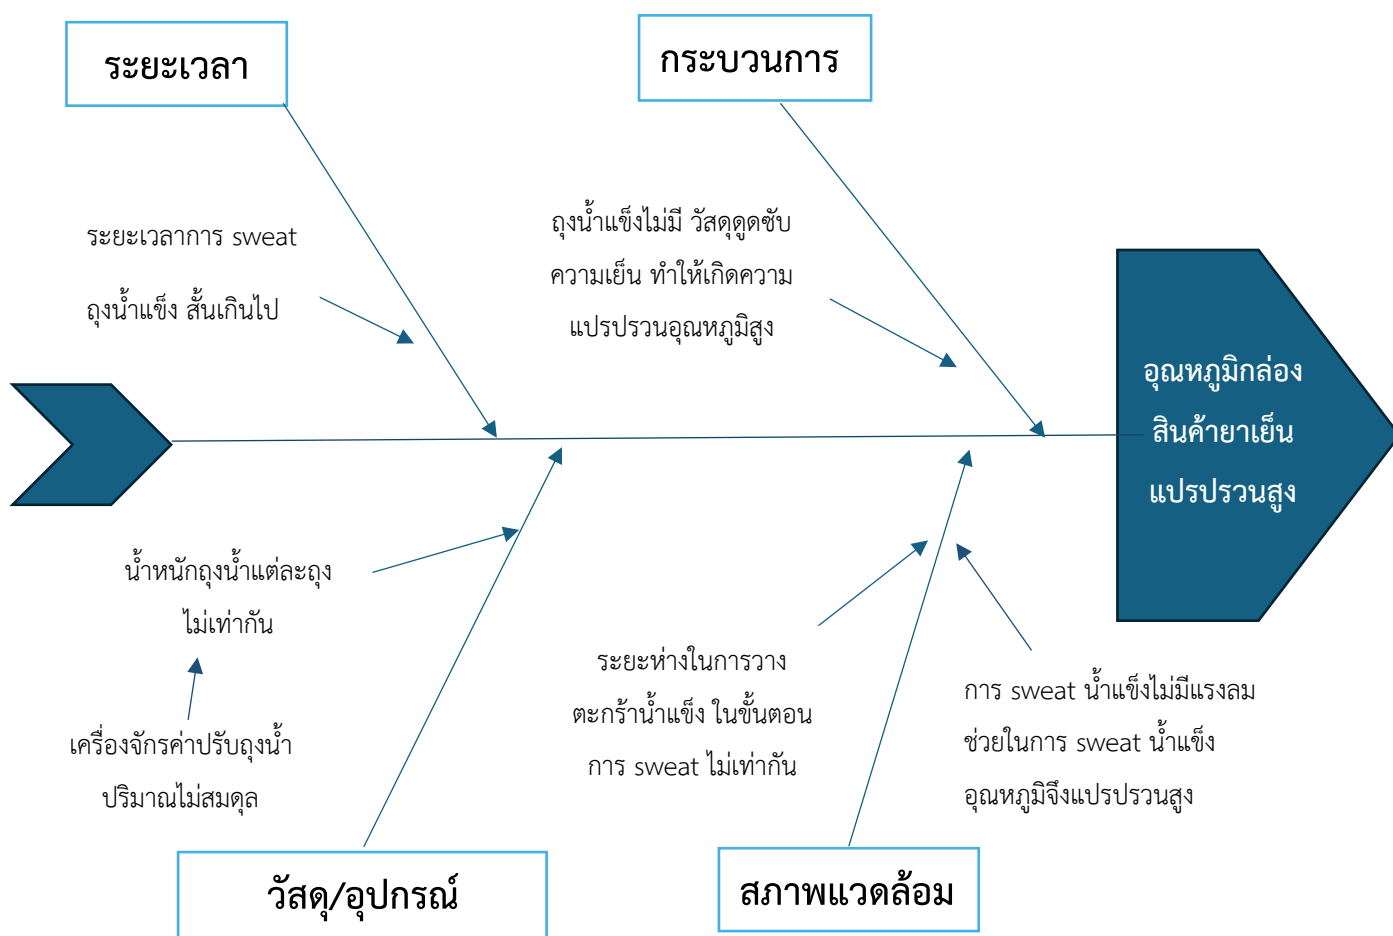 ระยะเวลา
กระบวนการ
ระยะเวลาการ sweat
ถุงน้ำแข็ง สั้นเกินไป
ถุงน้ำแข็งไม่มี วัสดุดูดซับ
ความเย็น ทำให้เกิดความ
แปรปรวนอุณหภูมิสูง
อุณหภูมิกล่อง
สินค้ายาเย็น
แปรปรวนสูง
น้ำหนักถุงน้ำแต่ละถุง
ไม่เท่ากัน
เครื่องจักรค่าปรับถุงน้ำ
ปริมาณไม่สมดุล
ระยะห่างในการวาง
ตะกร้าน้ำแข็ง ในขั้นตอน
การ sweat ไม่เท่ากัน
การ sweat น้ำแข็งไม่มีแรงลม
ช่วยในการ sweat น้ำแข็ง
อุณหภูมิจึงแปรปรวนสูง
วัสดุ/อุปกรณ์
สภาพแวดล้อม